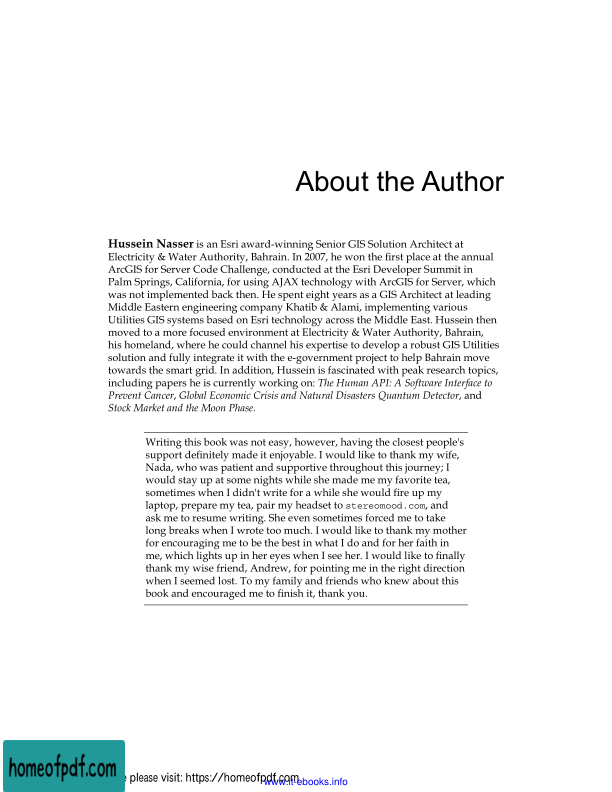 About the Author
Hussein Nasser is an Esri award-winning Senior GIS Solution Architect at
Electricity & Water Authority, Bahrain. In 2007, he won the first place at the annual
ArcGIS for Server Code Challenge, conducted at the Esri Developer Summit in
Palm Springs, California, for using AJAX technology with ArcGIS for Server, which
was not implemented back then. He spent eight years as a GIS Architect at leading
Middle Eastern engineering company Khatib & Alami, implementing various
Utilities GIS systems based on Esri technology across the Middle East. Hussein then
moved to a more focused environment at Electricity & Water Authority, Bahrain,
his homeland, where he could channel his expertise to develop a robust GIS Utilities
solution and fully integrate it with the e-government project to help Bahrain move
towards the smart grid. In addition, Hussein is fascinated with peak research topics,
including papers he is currently working on: The Human API: A Software Interface to
Prevent Cancer, Global Economic Crisis and Natural Disasters Quantum Detector, and
Stock Market and the Moon Phase.
Writing this book was not easy, however, having the closest people's
support definitely made it enjoyable. I would like to thank my wife,
Nada, who was patient and supportive throughout this journey; I
would stay up at some nights while she made me my favorite tea,
sometimes when I didn't write for a while she would fire up my
laptop, prepare my tea, pair my headset to stereomood.com, and
ask me to resume writing. She even sometimes forced me to take
long breaks when I wrote too much. I would like to thank my mother
for encouraging me to be the best in what I do and for her faith in
me, which lights up in her eyes when I see her. I would like to finally
thank my wise friend, Andrew, for pointing me in the right direction
when I seemed lost. To my family and friends who knew about this
book and encouraged me to finish it, thank you.
homeofpdf.com
please visit: https://homeofpdf.com
www.it-ebooks.info